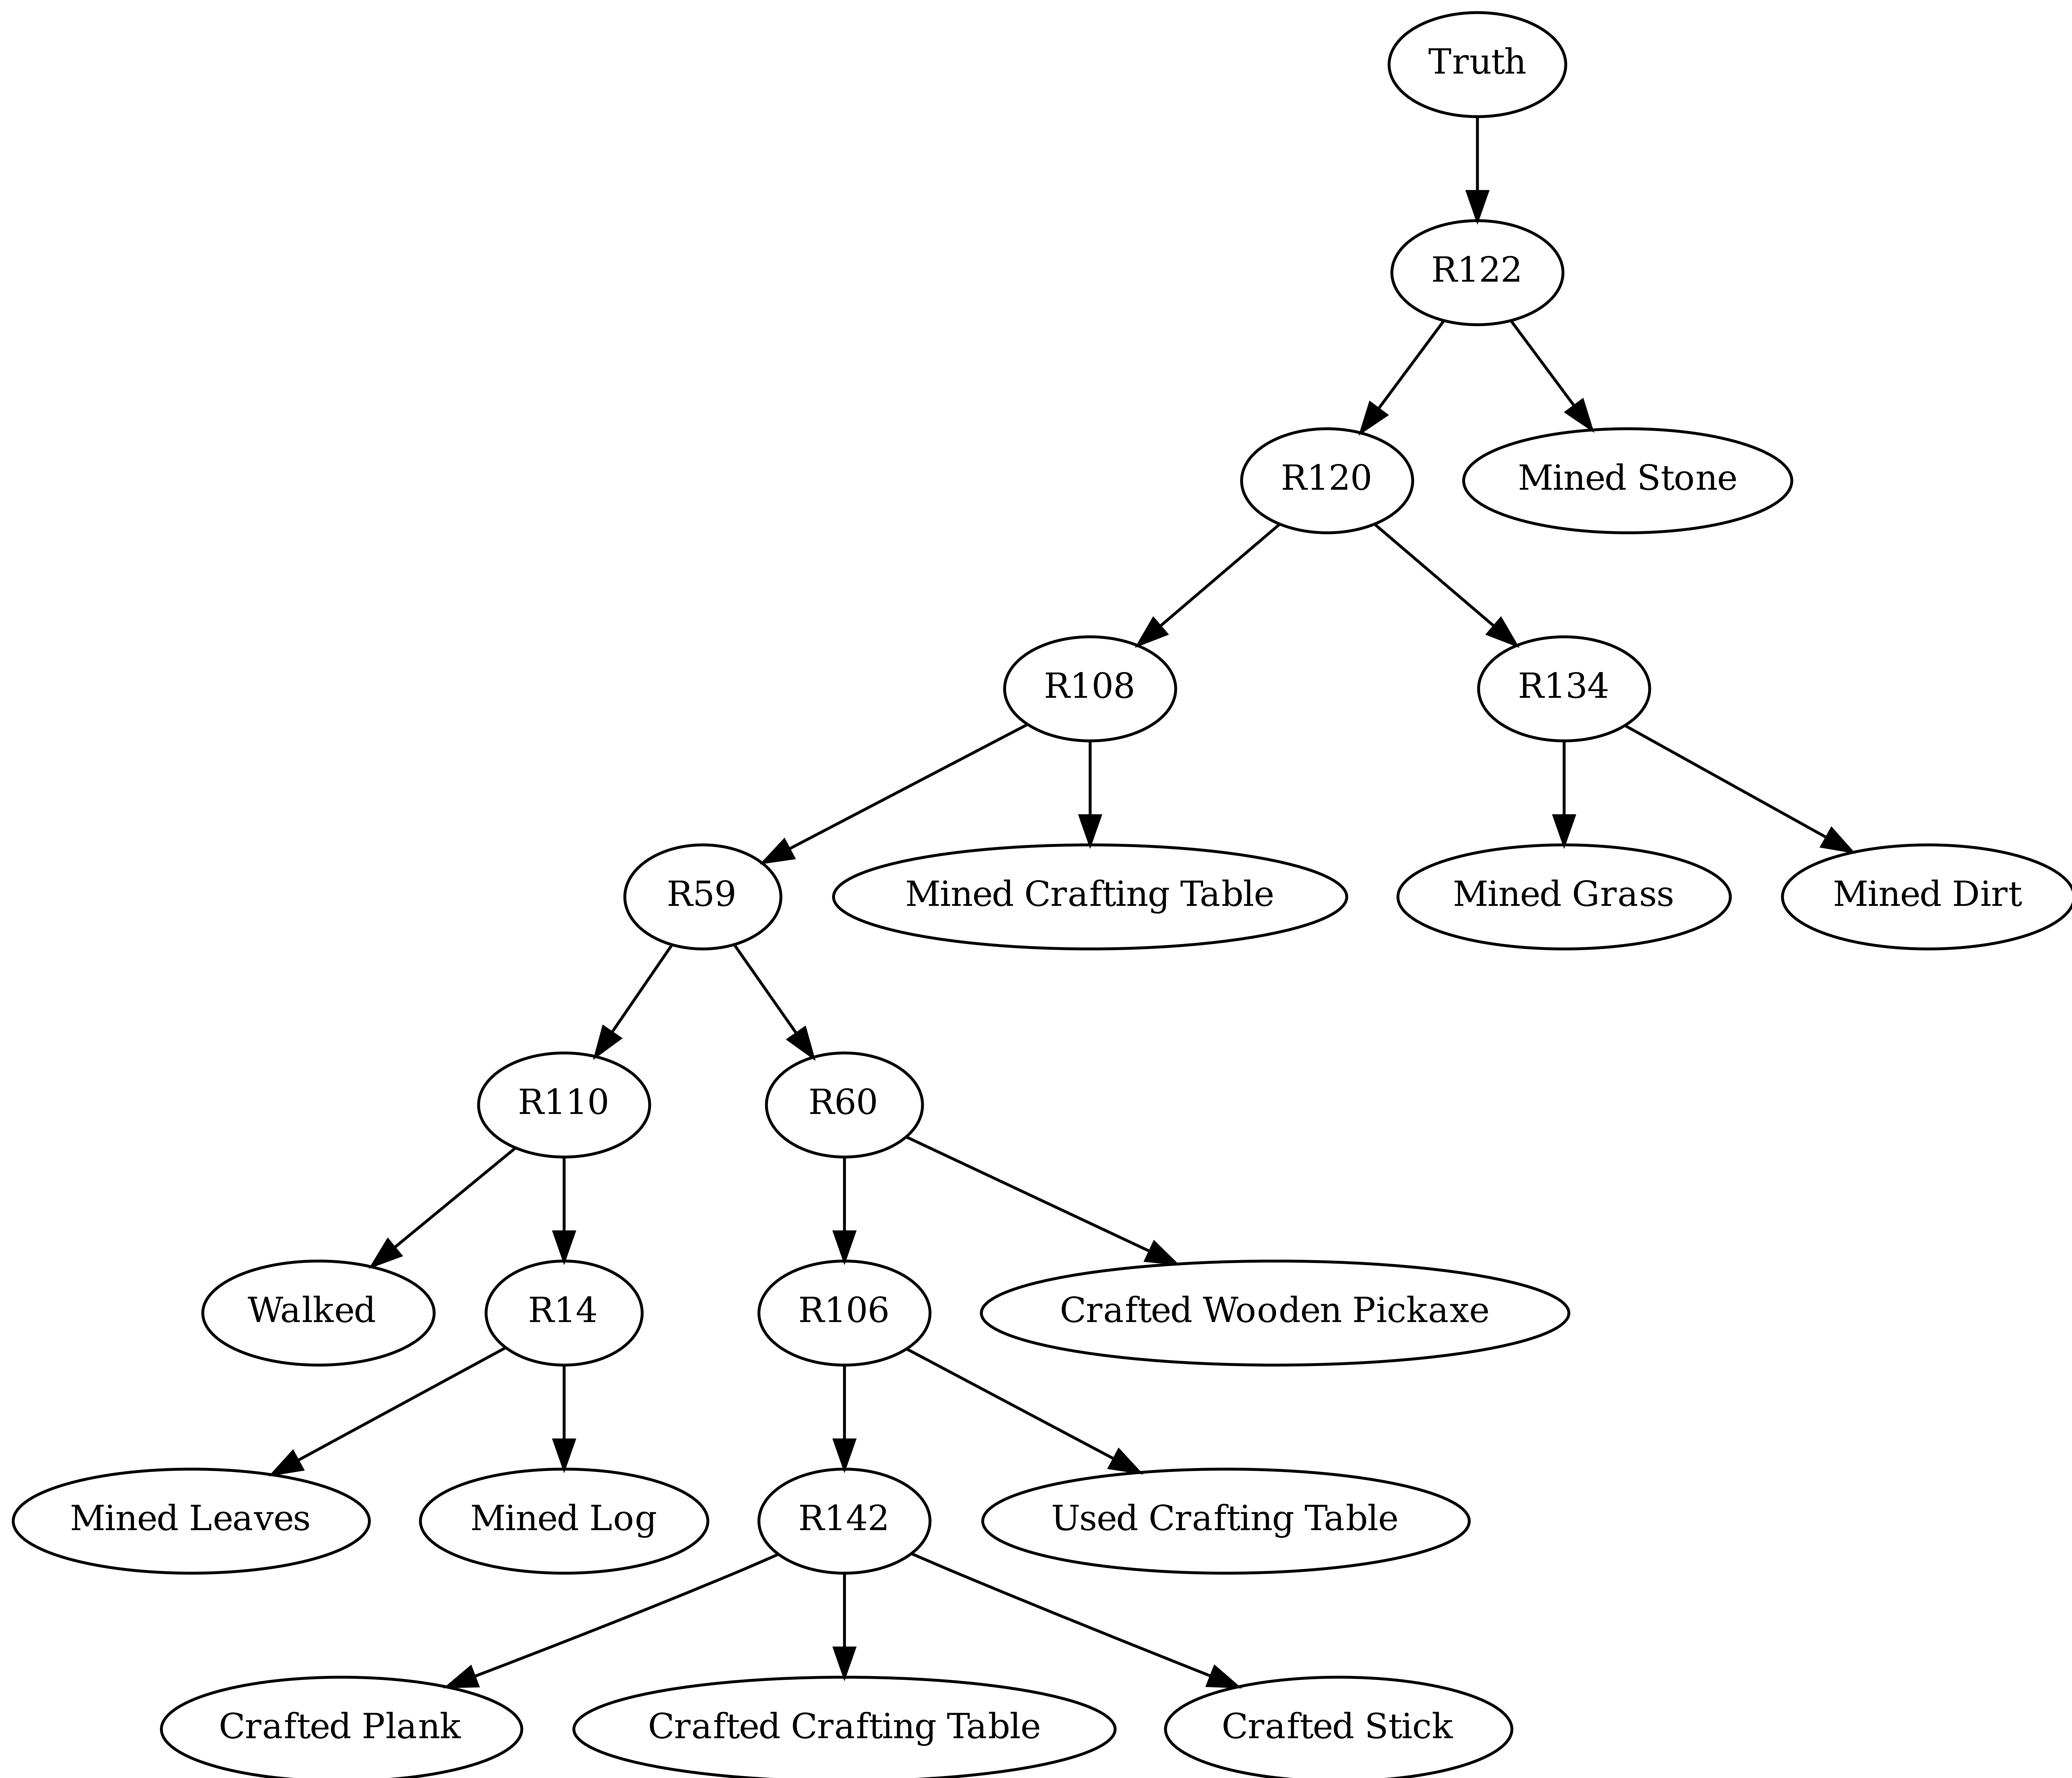 Truth
R122
R120
Mined Stone
R108
R134
R59
Mined Crafting Table
Mined Grass
Mined Dirt
R110
R60
Walked
R14
R106
Crafted Wooden Pickaxe
Mined Leaves
Mined Log
R142
Used Crafting Table
Crafted Plank
Crafted Crafting Table
Crafted Stick